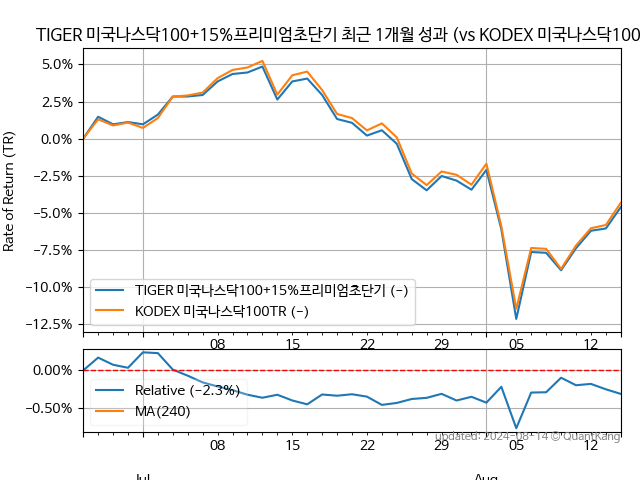 TIGER 미국나스닥100+15%프리미엄초단기 최근 1개월 성과 (vs KODEX 미국나스닥100
5.0%
2.5%
0.0%
−2.5%
−5.0%
−7.5%
−10.0%
−12.5%
Rate of Return (TR)
TIGER 미국나스닥100+15%프리미엄초단기 (-)
KODEX 미국나스닥100TR (-)
08 15 22 29 05 12
0.00%
−0.50%
Relative (-2.3%)
MA(240)
updated: 2024-08-14 © QuantKang
08 15 22 29 05 12
Jul Aug